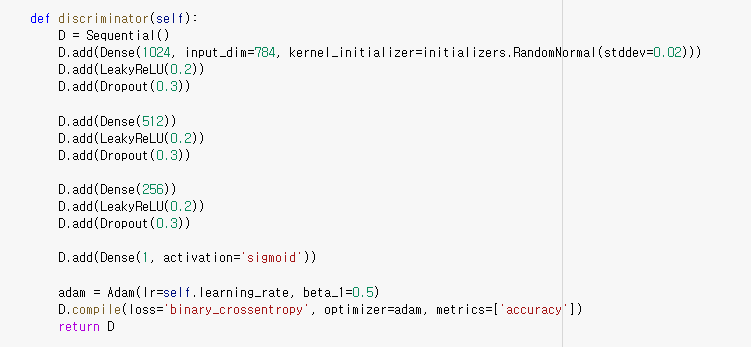 def discriminator(self):
    D = Sequential()
    D.add(Dense(1024, input_dim=784, kernel_initializer=initializers.RandomNormal(stddev=0.02)))
    D.add(LeakyReLU(0.2))
    D.add(Dropout(0.3))

    D.add(Dense(512))
    D.add(LeakyReLU(0.2))
    D.add(Dropout(0.3))

    D.add(Dense(256))
    D.add(LeakyReLU(0.2))
    D.add(Dropout(0.3))

    D.add(Dense(1, activation='sigmoid'))

    adam = Adam(lr=self.learning_rate, beta_1=0.5)
    D.compile(loss='binary_crossentropy', optimizer=adam, metrics=['accuracy'])
    return D